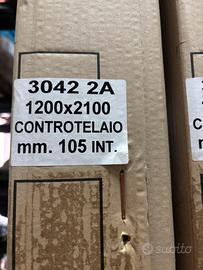 3042 2A
1200x2100
CONTROTELAIO
mm. 105 INT.
subito